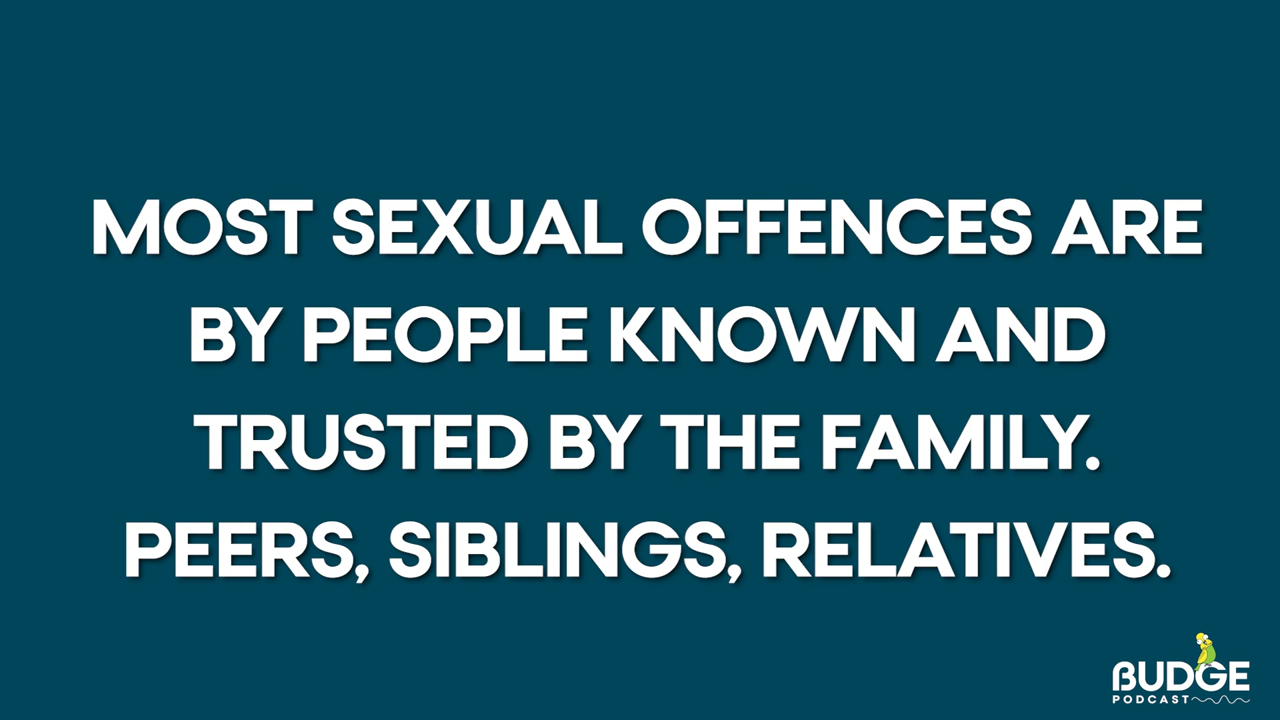 MOST SEXUAL OFFENCES ARE
BY PEOPLE KNOWN AND
TRUSTED BY THE FAMILY.
PEERS, SIBLINGS, RELATIVES.
BUDGE
PODCAST